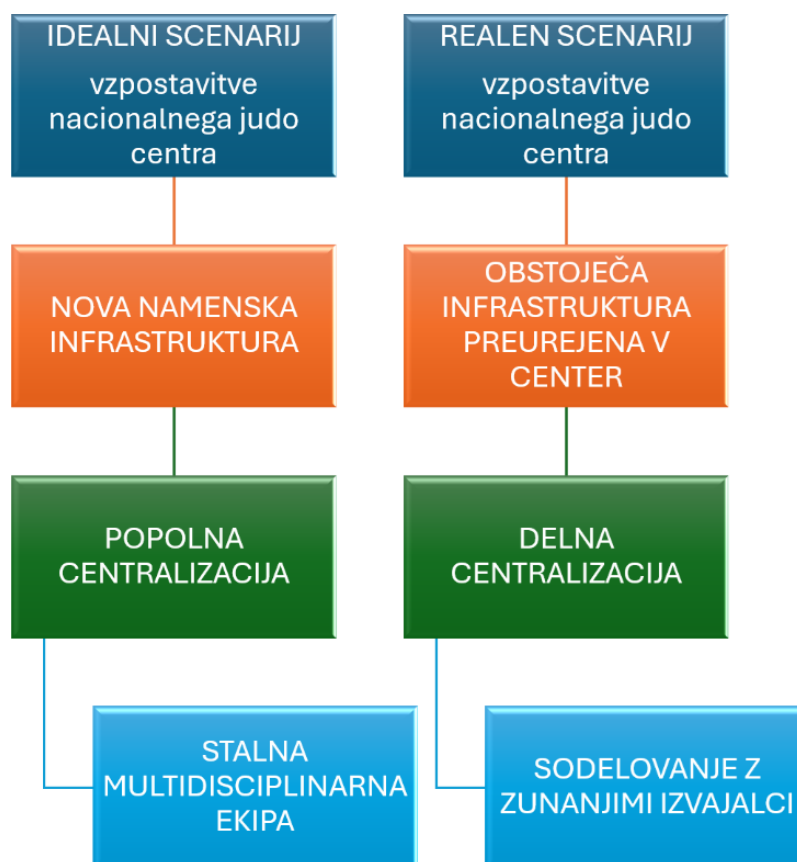 IDEALNI SCENARIJ
vzpostavitve
nacionalnega judo
centra
NOVA NAMENSKA
INFRASTRUKTURA
POPOLNA
CENTRALIZACIJA
STALNA
MULTIDISCIPLINARNA
EKIPA
REALEN SCENARIJ
vzpostavitve
nacionalnega judo
centra
OBSTOJEČA
INFRASTRUKTURA
PREUREJENA V
CENTER
DELNA
CENTRALIZACIJA
SODELOVANJE Z
ZUNANJIMI IZVAJALCI